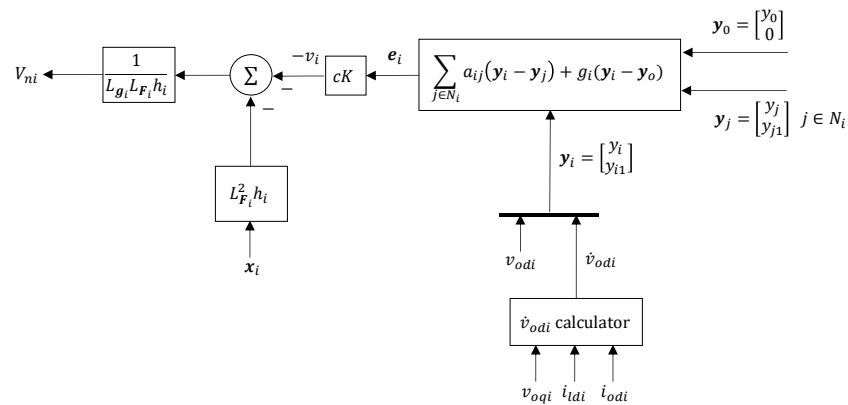 𝒚₀ = [y₀ 0]
V_{ni}
1 / L_{𝒈_i} L_{𝑭_i} h_i
Σ
−
−
−v_i
cK
𝒆_i
∑_{j∈N_i} a_{ij}(𝒚_i − 𝒚_j) + g_i(𝒚_i − 𝒚_o)
𝒚_j = [y_j y_{j1}] j ∈ N_i
𝒚_i = [y_i y_{i1}]
L²_{𝑭_i} h_i
𝒙_i
v_{odi}
v̇_{odi}
v̇_{odi} calculator
v_{oqi} i_{ldi} i_{odi}